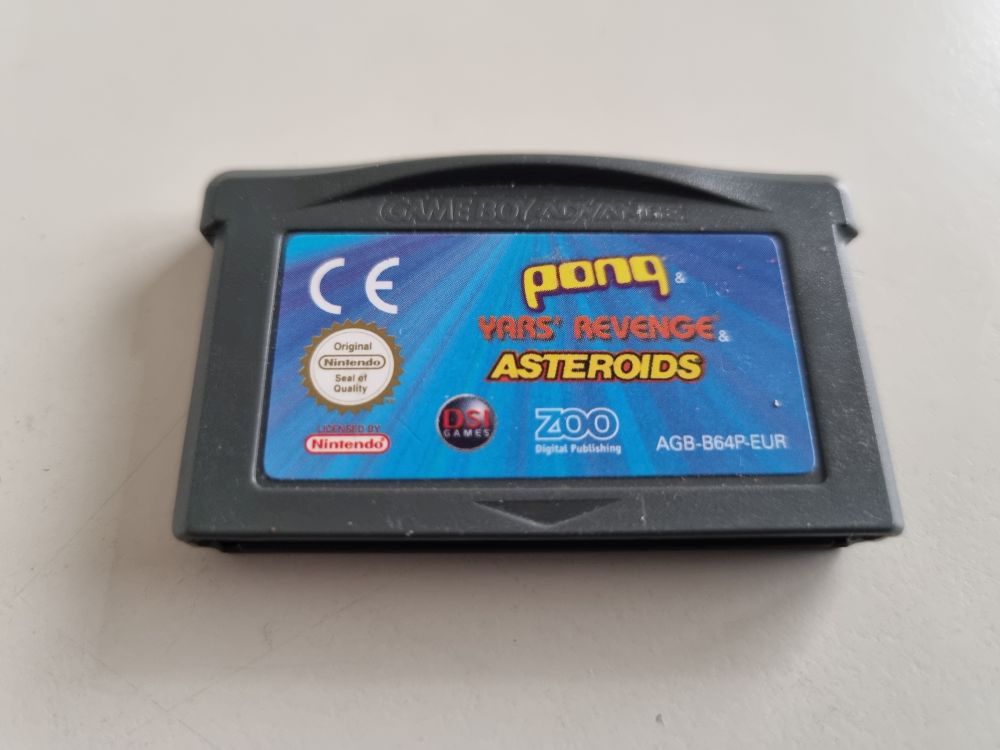 GAME BOY ADVANCE
CE
pong &
YARS' REVENGE &
ASTEROIDS
Original
Nintendo
Seal of
Quality
LICENSED BY
Nintendo
DSI
GAMES
ZOO
Digital Publishing
AGB-B64P-EUR